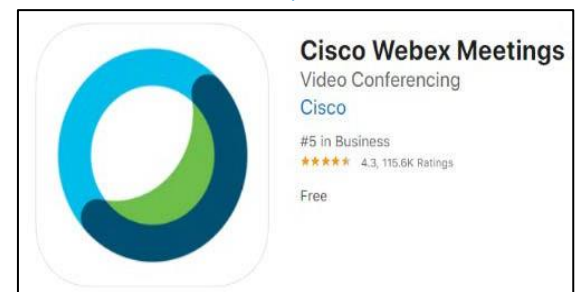 Cisco Webex Meetings
Video Conferencing
Cisco
#5 in Business
4.3, 115.6K Ratings
Free